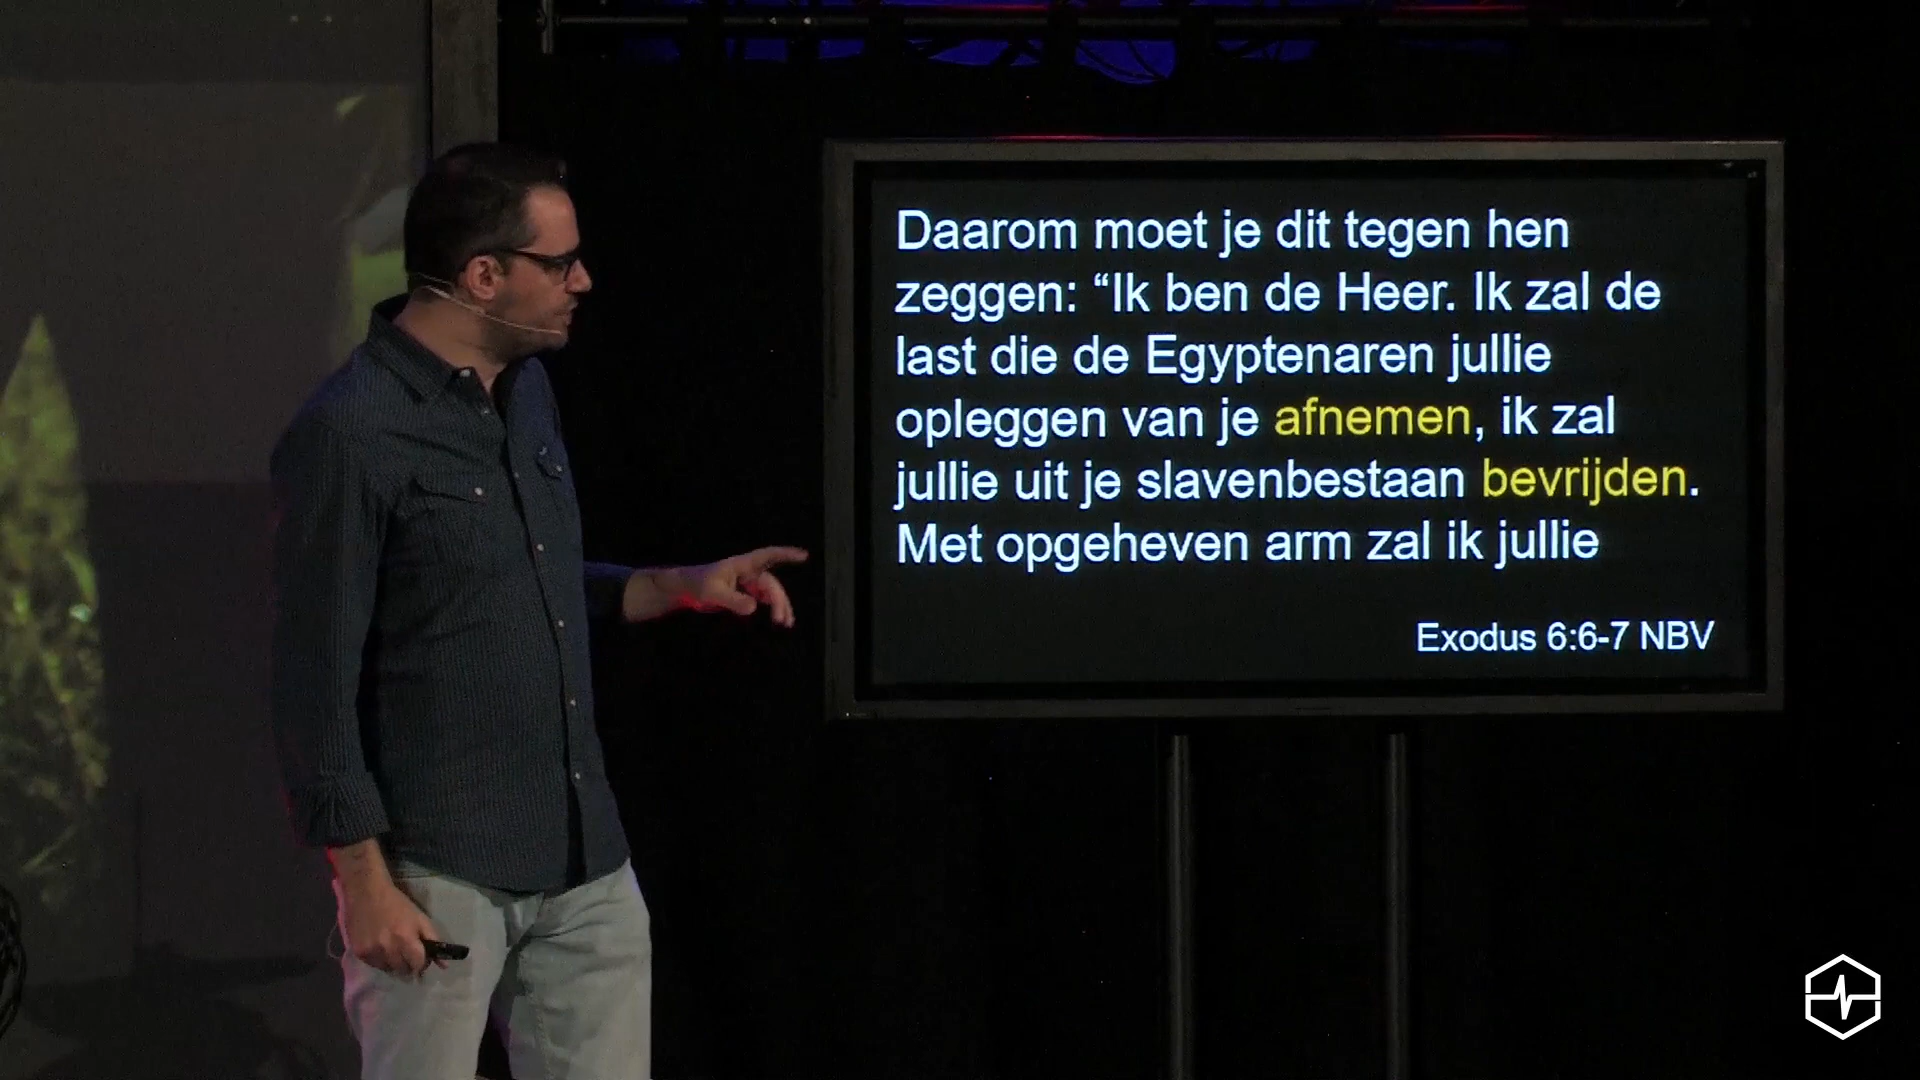 Daarom moet je dit tegen hen
zeggen: “Ik ben de Heer. Ik zal de
last die de Egyptenaren jullie
opleggen van je afnemen, ik zal
jullie uit je slavenbestaan bevrijden.
Met opgeheven arm zal ik jullie
Exodus 6:6-7 NBV